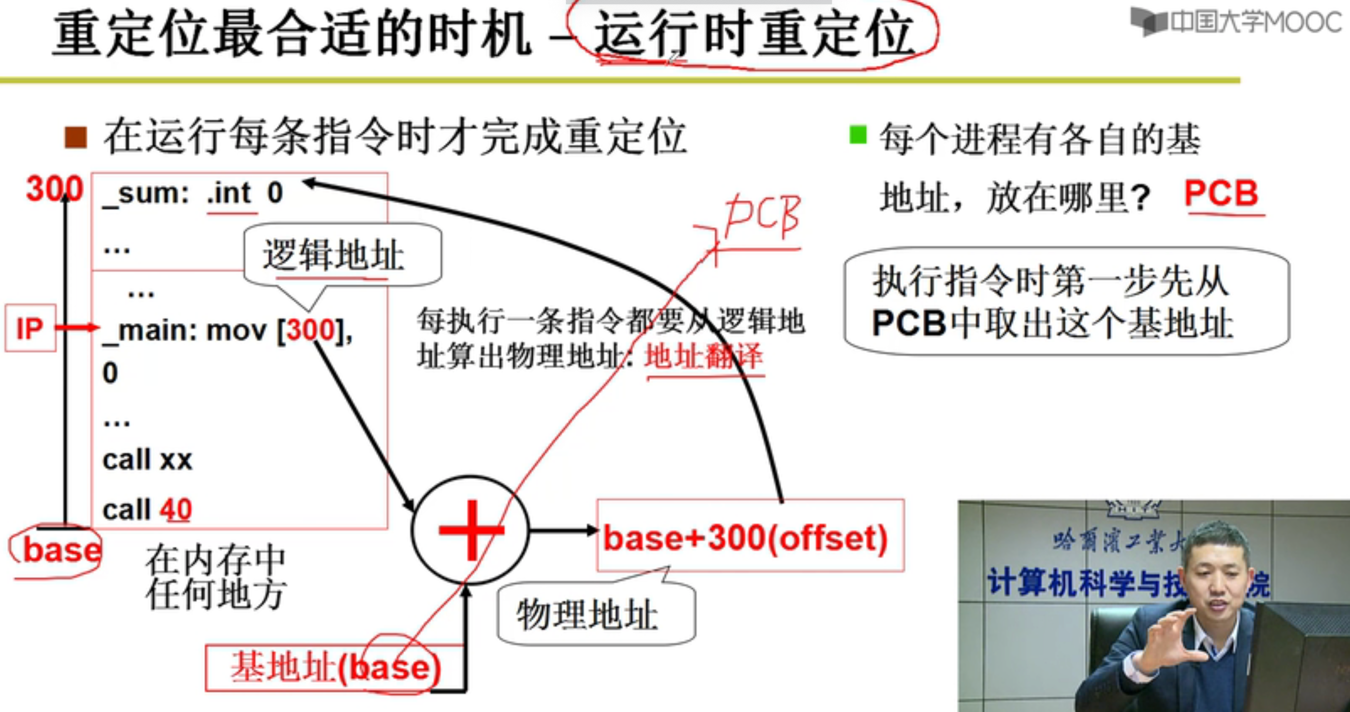 重定位最合适的时机 – 运行时重定位
中国大学MOOC
在运行每条指令时才完成重定位
300
_sum: .int 0
...
逻辑地址
...
IP
_main: mov [300],
0
...
call xx
call 40
base
在内存中
任何地方
每执行一条指令都要从逻辑地
址算出物理地址: 地址翻译
PCB
+
base+300(offset)
物理地址
基地址(base)
每个进程有各自的基
地址，放在哪里? PCB
执行指令时第一步先从
PCB中取出这个基地址
哈尔滨工业大
计算机科学与技
院